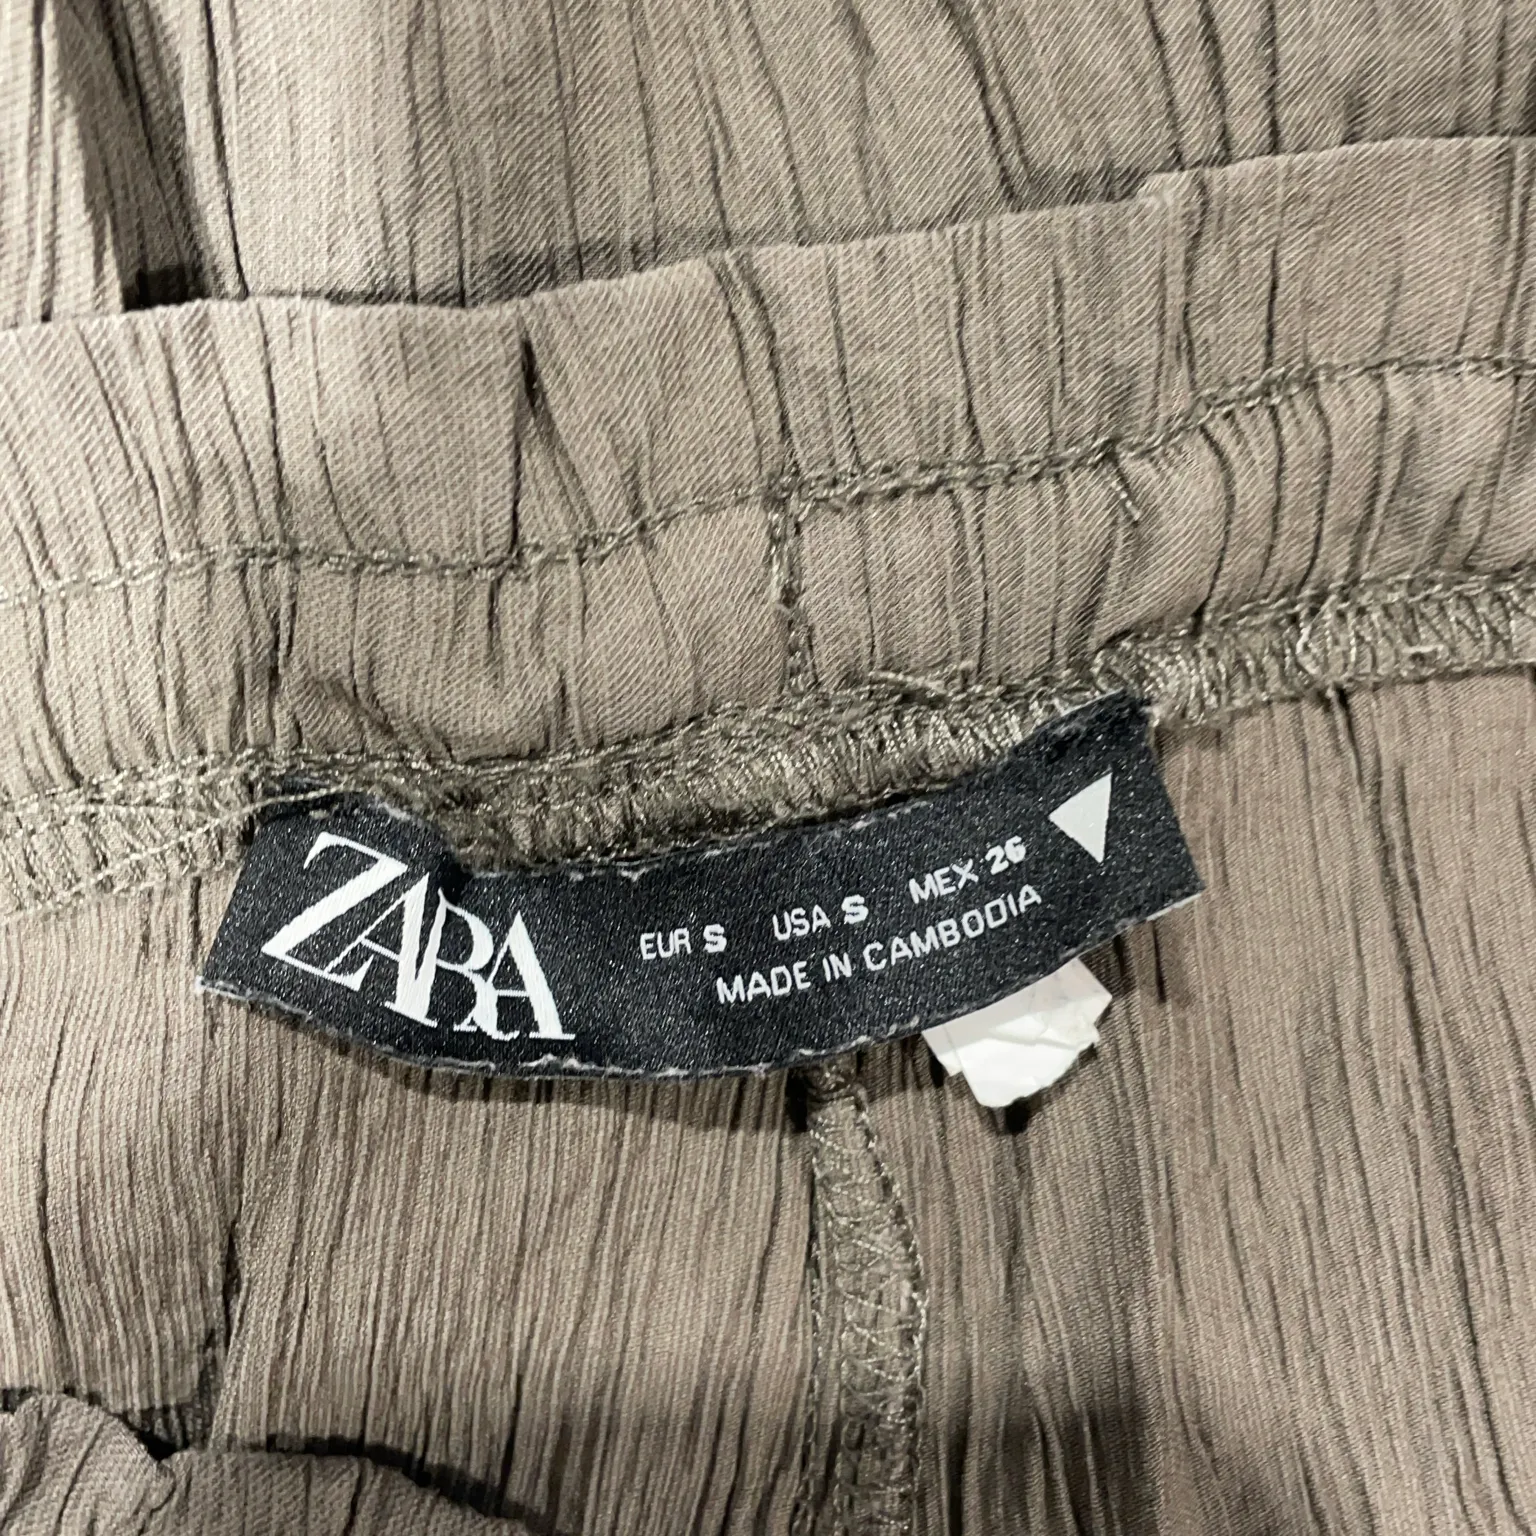 ZARA
EUR S USA S MEX 26
MADE IN CAMBODIA